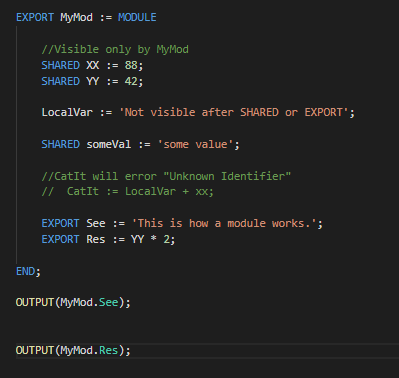 EXPORT MyMod := MODULE
//Visible only by MyMod
SHARED XX := 88;
SHARED YY := 42;
LocalVar := 'Not visible after SHARED or EXPORT';
SHARED someVal := 'some value';
//CatIt will error "Unknown Identifier"
//  CatIt := LocalVar + xx;
EXPORT See := 'This is how a module works.';
EXPORT Res := YY * 2;
END;
OUTPUT(MyMod.See);
OUTPUT(MyMod.Res);